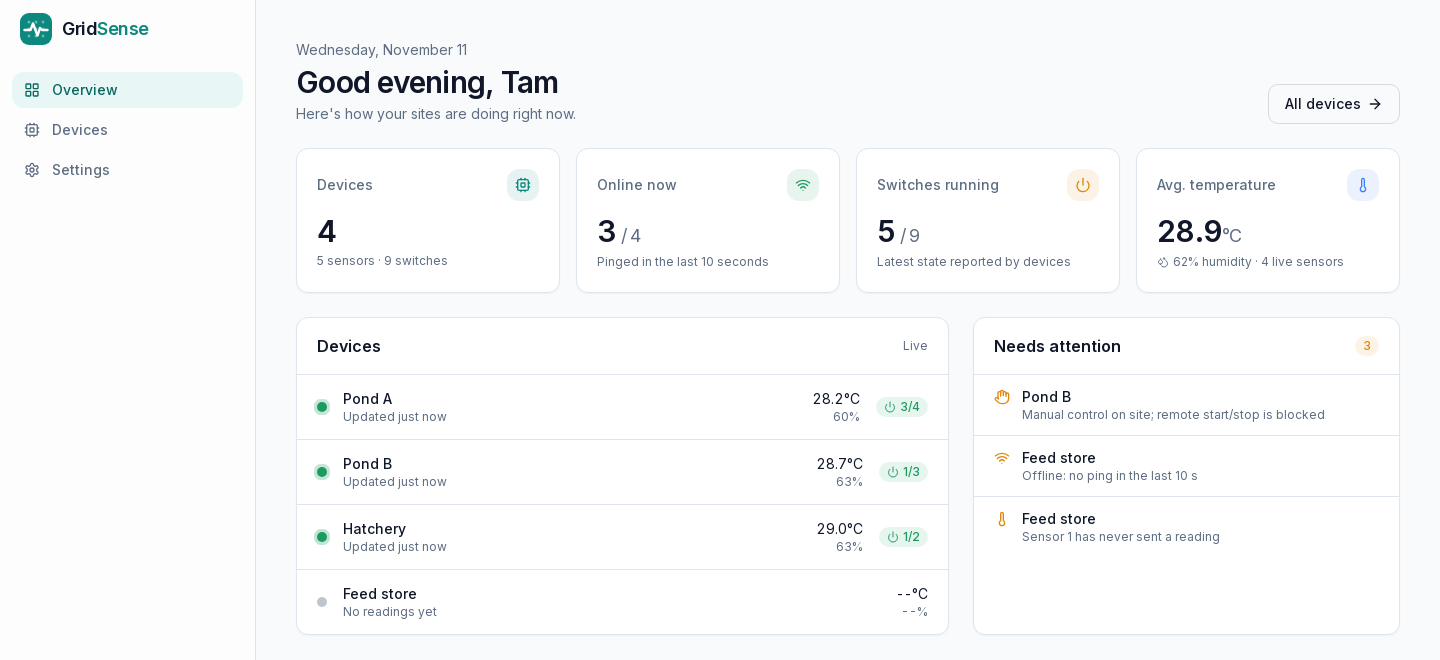 GridSense
Overview
Devices
Settings
Wednesday, November 11
Good evening, Tam
Here's how your sites are doing right now.
All devices
Devices
4
5 sensors · 9 switches
Online now
3 / 4
Pinged in the last 10 seconds
Switches running
5 / 9
Latest state reported by devices
Avg. temperature
28.9°C
62% humidity · 4 live sensors
Devices
Live
Pond A
Updated just now
28.2°C
60%
3/4
Pond B
Updated just now
28.7°C
63%
1/3
Hatchery
Updated just now
29.0°C
63%
1/2
Feed store
No readings yet
--°C
--%
Needs attention
3
Pond B
Manual control on site; remote start/stop is blocked
Feed store
Offline: no ping in the last 10 s
Feed store
Sensor 1 has never sent a reading